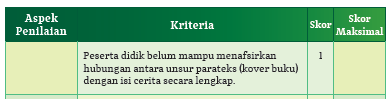 Aspek Penilaian Kriteria Skor Skor Maksimal
Peserta didik belum mampu menafsirkan 1
hubungan antara unsur parateks (kover buku)
dengan isi cerita secara lengkap.